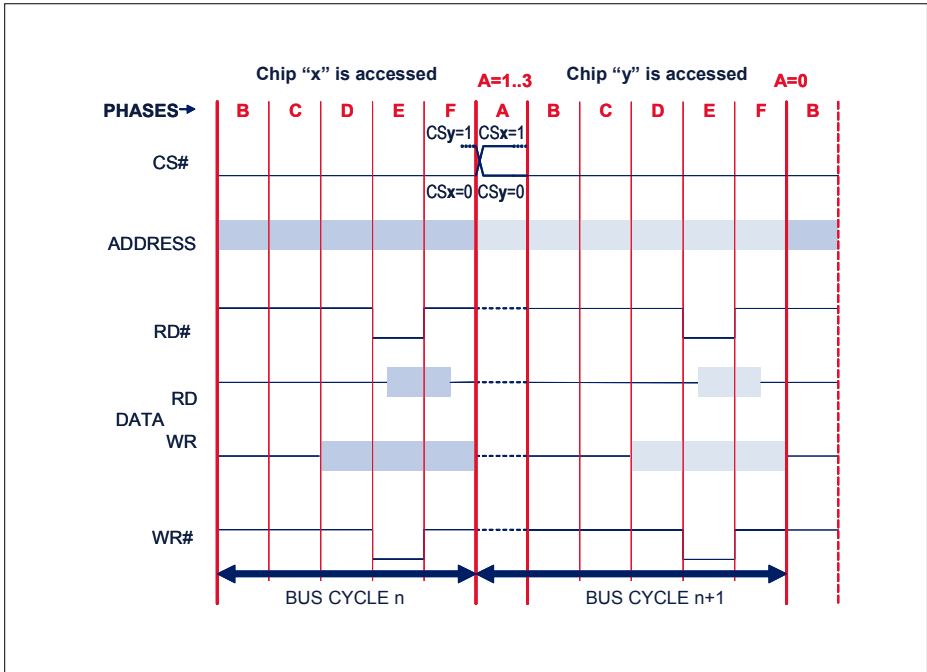 Chip “x” is accessed
A=1..3
Chip “y” is accessed
A=0
PHASES
B C D E F A B C D E F B
CSy=1 CSx=1
CS#
CSx=0 CSy=0
ADDRESS
RD#
RD
DATA
WR
WR#
BUS CYCLE n
BUS CYCLE n+1